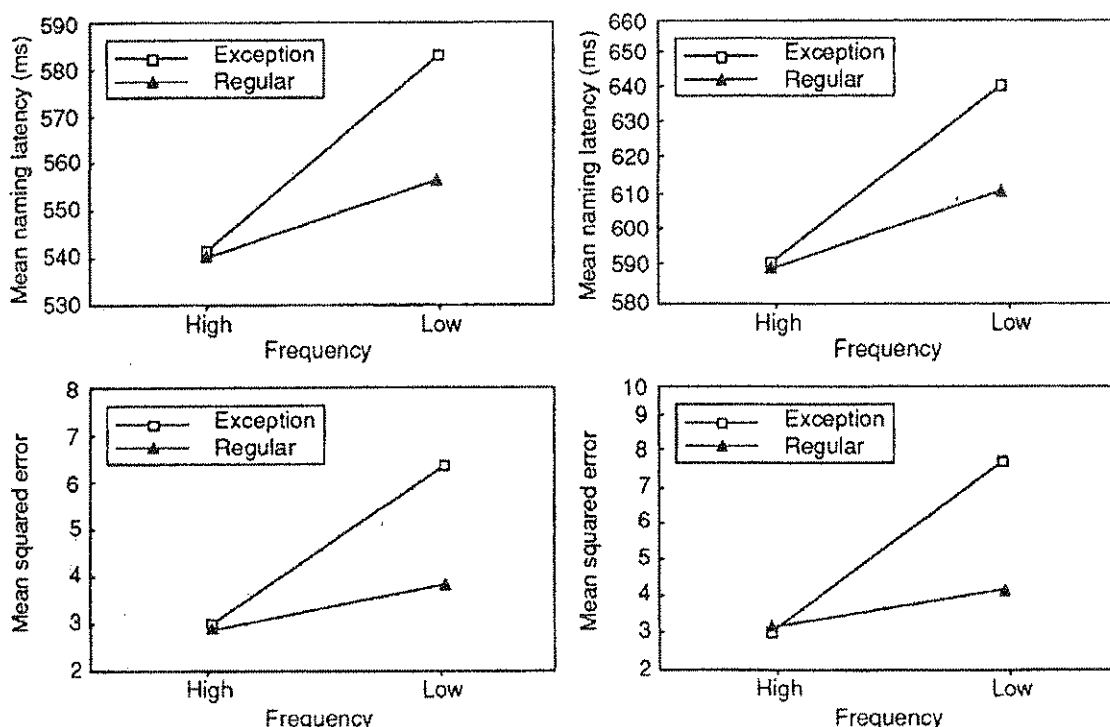 Mean naming latency (ms)
590
580
570
560
550
540
530
Exception
Regular
High
Low
Frequency
Mean naming latency (ms)
660
650
640
630
620
610
600
590
580
Exception
Regular
High
Low
Frequency
Mean squared error
8
7
6
5
4
3
2
Exception
Regular
High
Low
Frequency
Mean squared error
10
9
8
7
6
5
4
3
2
Exception
Regular
High
Low
Frequency